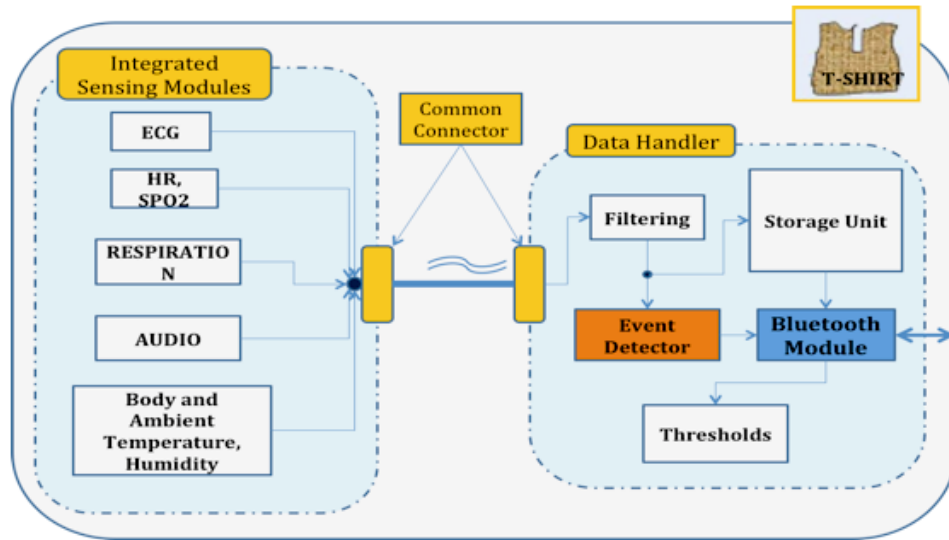 T-SHIRT
Integrated
Sensing Modules
ECG
HR,
SPO2
RESPIRATIO
N
AUDIO
Body and
Ambient
Temperature,
Humidity
Common
Connector
Data Handler
Filtering
Storage Unit
Event
Detector
Bluetooth
Module
Thresholds